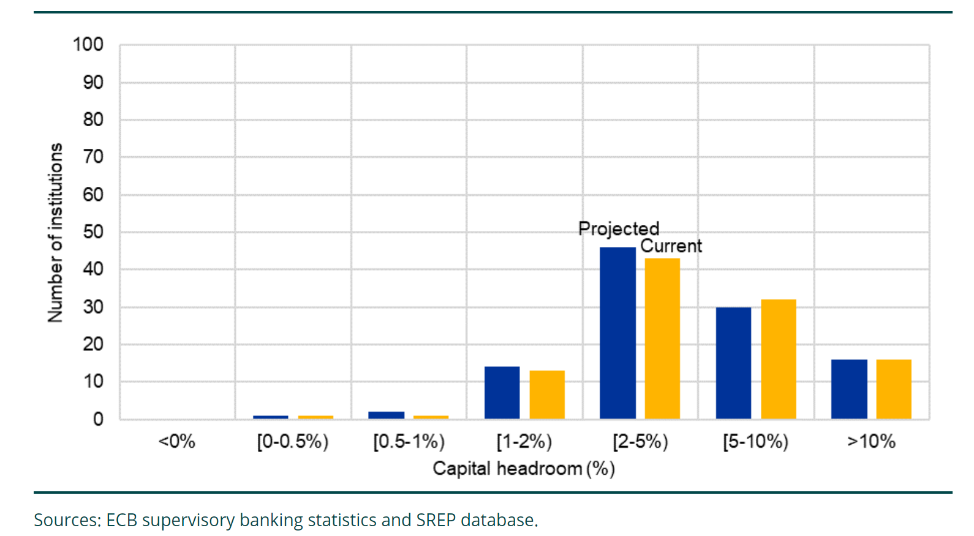 100
90
80
70
60
50
40
30
20
10
0
Number of institutions
Projected
Current
<0% [0-0.5%) [0.5-1%) [1-2%) [2-5%) [5-10%) >10%
Capital headroom (%)
Sources: ECB supervisory banking statistics and SREP database.